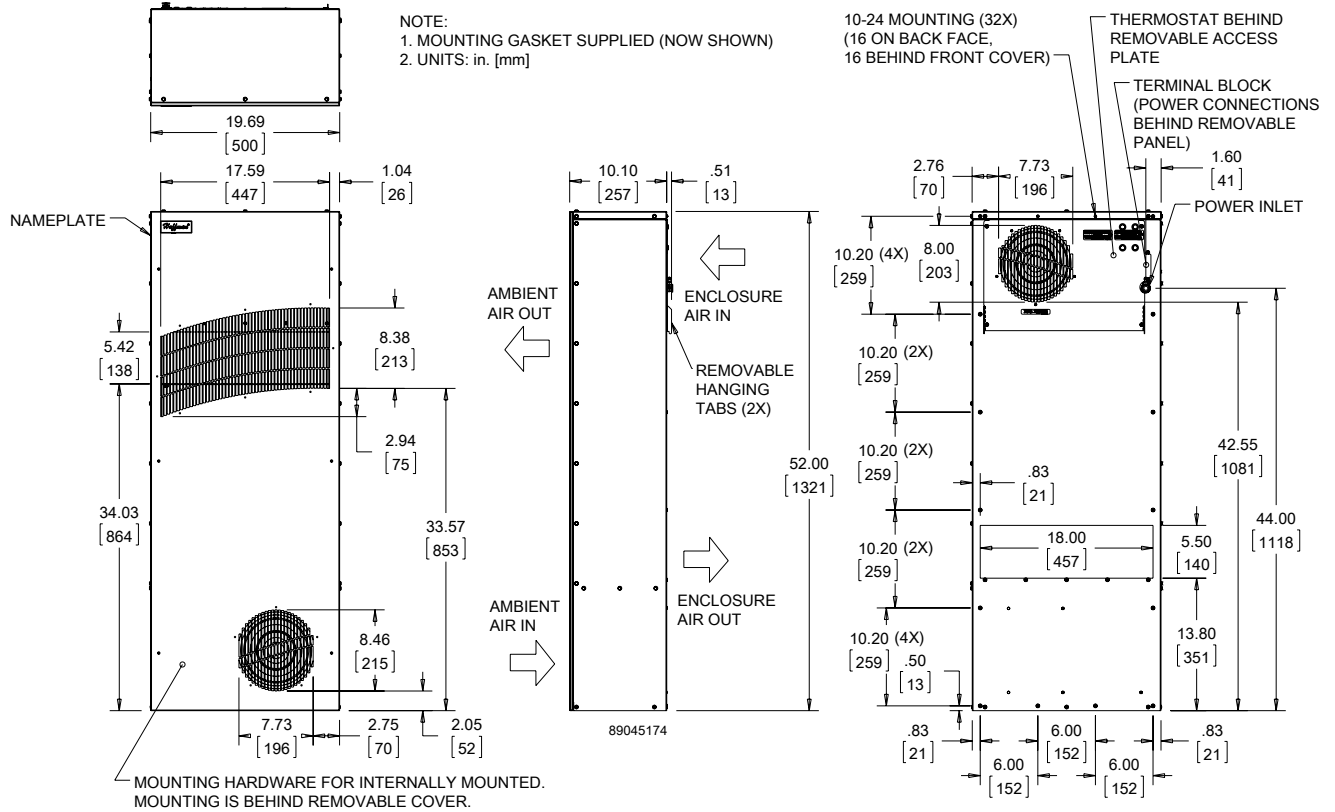 NOTE:
1. MOUNTING GASKET SUPPLIED (NOW SHOWN)
2. UNITS: in. [mm]
10-24 MOUNTING (32X)
(16 ON BACK FACE,
16 BEHIND FRONT COVER)
THERMOSTAT BEHIND
REMOVABLE ACCESS
PLATE
TERMINAL BLOCK
(POWER CONNECTIONS
BEHIND REMOVABLE
PANEL)
POWER INLET
19.69
[500]
17.59
[447]
1.04
[26]
NAMEPLATE
Hoffman
5.42
[138]
8.38
[213]
2.94
[75]
34.03
[864]
33.57
[853]
8.46
[215]
7.73
[196]
2.75
[70]
2.05
[52]
MOUNTING HARDWARE FOR INTERNALLY MOUNTED.
MOUNTING IS BEHIND REMOVABLE COVER.
10.10
[257]
.51
[13]
AMBIENT
AIR OUT
ENCLOSURE
AIR IN
REMOVABLE
HANGING
TABS (2X)
52.00
[1321]
AMBIENT
AIR IN
ENCLOSURE
AIR OUT
89045174
2.76
[70]
7.73
[196]
1.60
[41]
10.20 (4X)
[259]
8.00
[203]
10.20 (2X)
[259]
10.20 (2X)
[259]
.83
[21]
10.20 (2X)
[259]
18.00
[457]
5.50
[140]
42.55
[1081]
44.00
[1118]
10.20 (4X)
[259]
.50
[13]
13.80
[351]
.83
[21]
6.00
[152]
.83
[21]
6.00
[152]
6.00
[152]